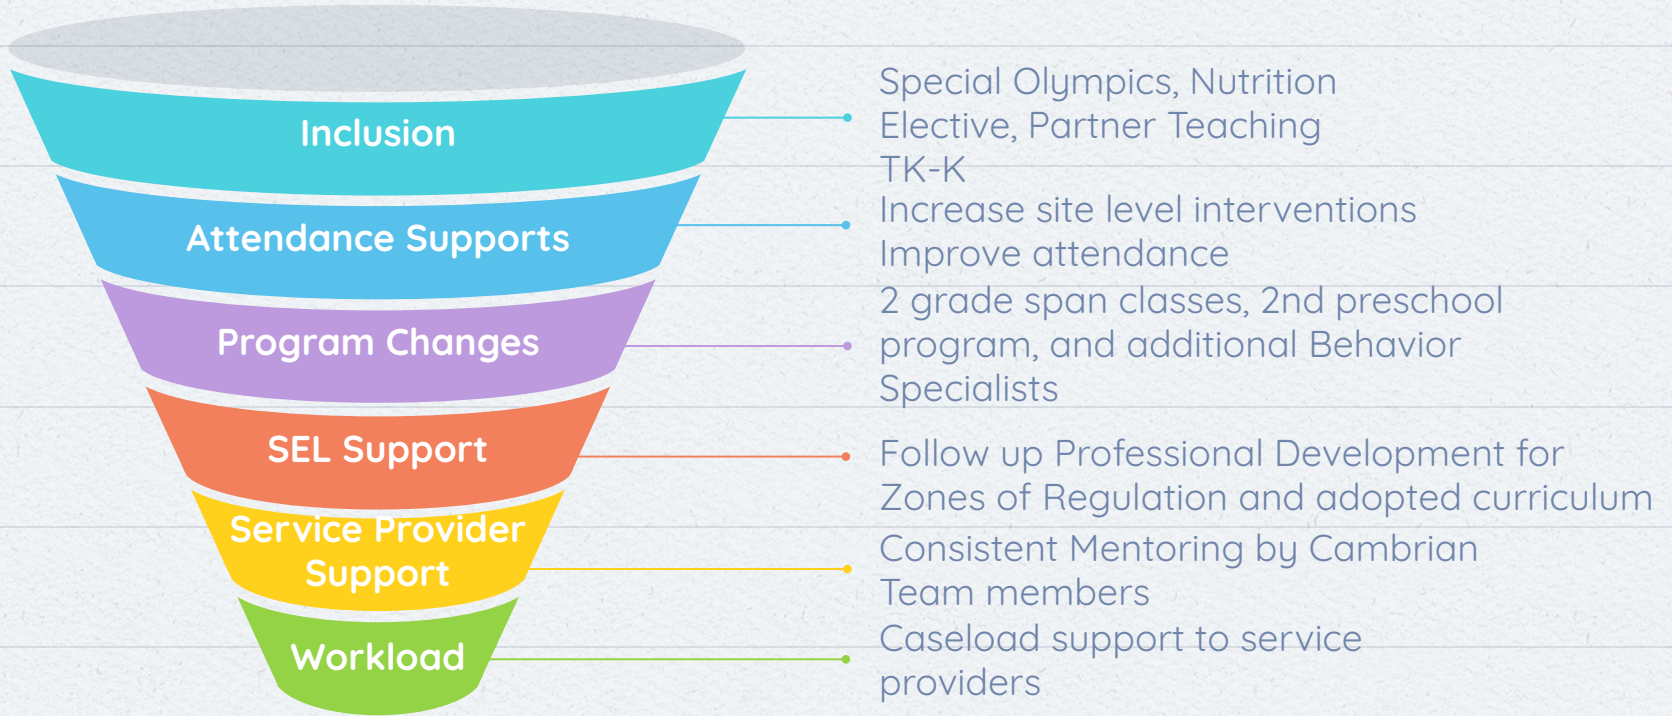 Inclusion
Special Olympics, Nutrition
Elective, Partner Teaching
TK-K
Attendance Supports
Increase site level interventions
Improve attendance
Program Changes
2 grade span classes, 2nd preschool
program, and additional Behavior
Specialists
SEL Support
Follow up Professional Development for
Zones of Regulation and adopted curriculum
Service Provider
Support
Consistent Mentoring by Cambrian
Team members
Workload
Caseload support to service
providers